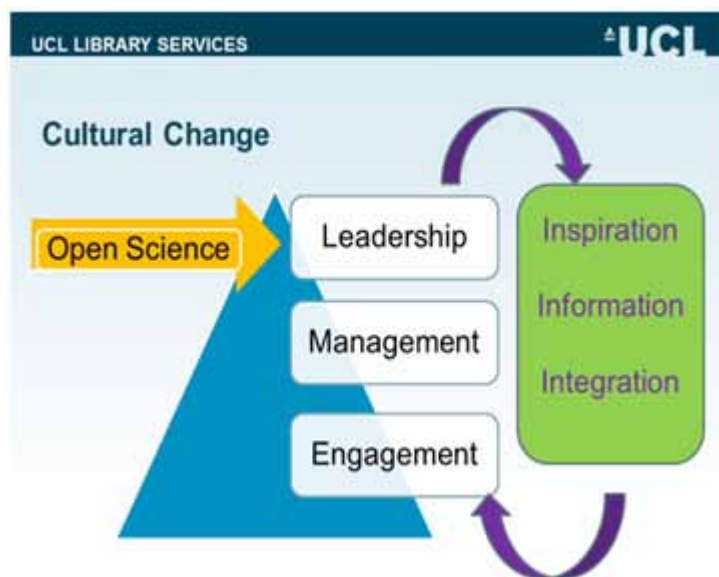 UCL LIBRARY SERVICES
UCL
Cultural Change
Open Science
Leadership
Management
Engagement
Inspiration
Information
Integration